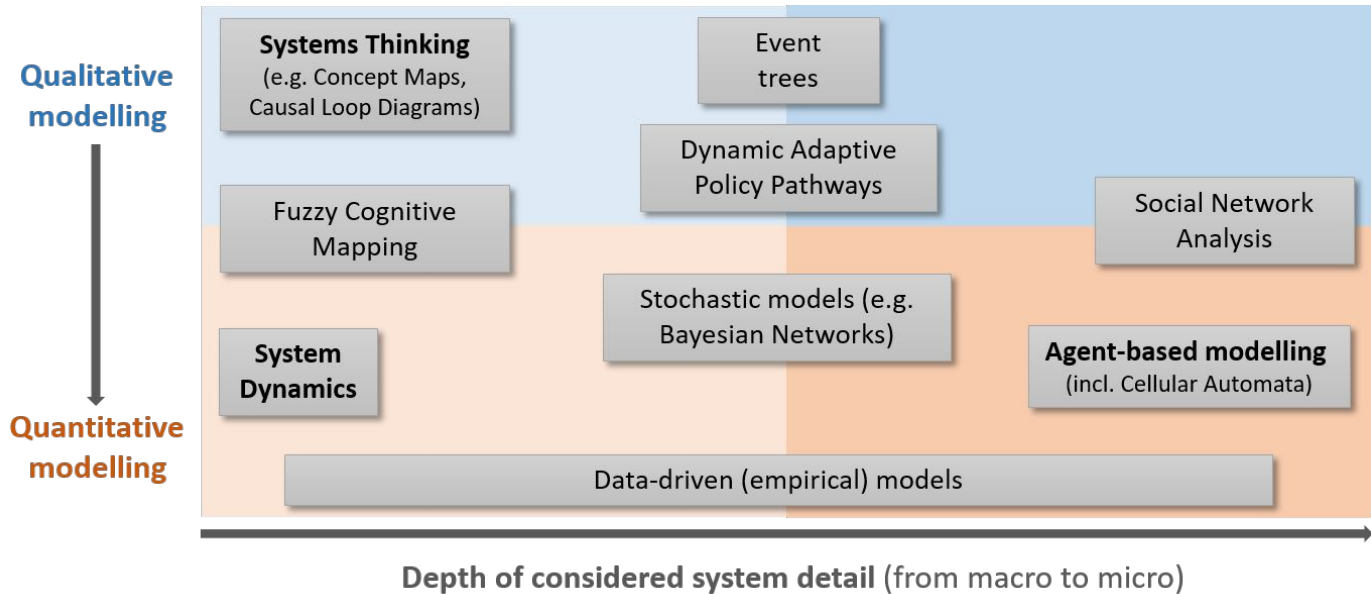 Qualitative
modelling
Quantitative
modelling
Systems Thinking
(e.g. Concept Maps,
Causal Loop Diagrams)
Event
trees
Dynamic Adaptive
Policy Pathways
Fuzzy Cognitive
Mapping
Social Network
Analysis
Stochastic models (e.g.
Bayesian Networks)
System
Dynamics
Agent-based modelling
(incl. Cellular Automata)
Data-driven (empirical) models
Depth of considered system detail (from macro to micro)